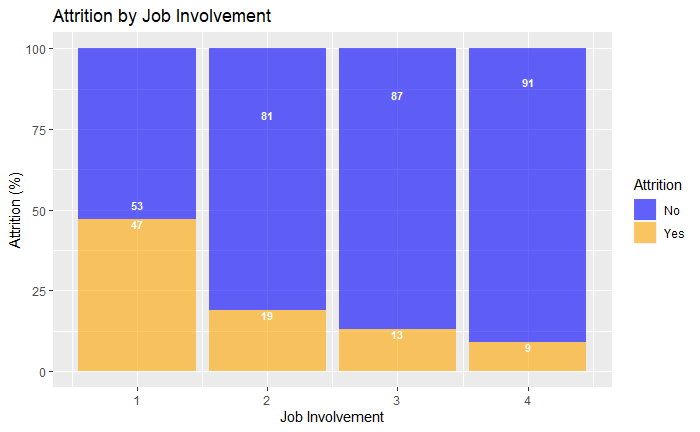 Attrition by Job Involvement
100
75
50
25
0
Attrition (%)
53
47
81
19
87
13
91
9
1
2
3
4
Job Involvement
Attrition
No
Yes